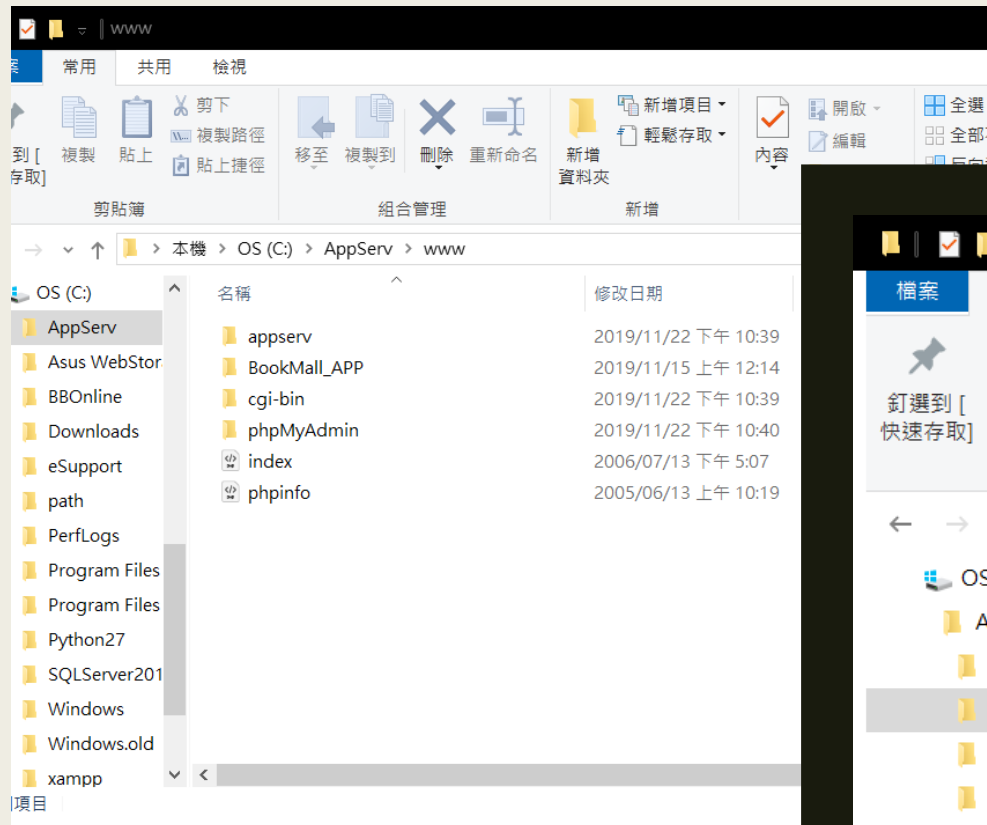 www
常用 共用 檢視
剪下
複製路徑
貼上捷徑
到 [
存取]
複製
貼上
移至
複製到
刪除
重新命名
新增
資料夾
新增項目
輕鬆存取
內容
開啟
編輯
全選
全部
剪貼簿 組合管理 新增
本機 > OS (C:) > AppServ > www
OS (C:)
AppServ
Asus WebStor
BBOnline
Downloads
eSupport
path
PerfLogs
Program Files
Program Files
Python27
SQLServer201
Windows
Windows.old
xampp
項目
名稱 修改日期
appserv 2019/11/22 下午 10:39
BookMall_APP 2019/11/15 上午 12:14
cgi-bin 2019/11/22 下午 10:39
phpMyAdmin 2019/11/22 下午 10:40
index 2006/07/13 下午 5:07
phpinfo 2005/06/13 上午 10:19
檔案
釘選到 [
快速存取]
OS
A